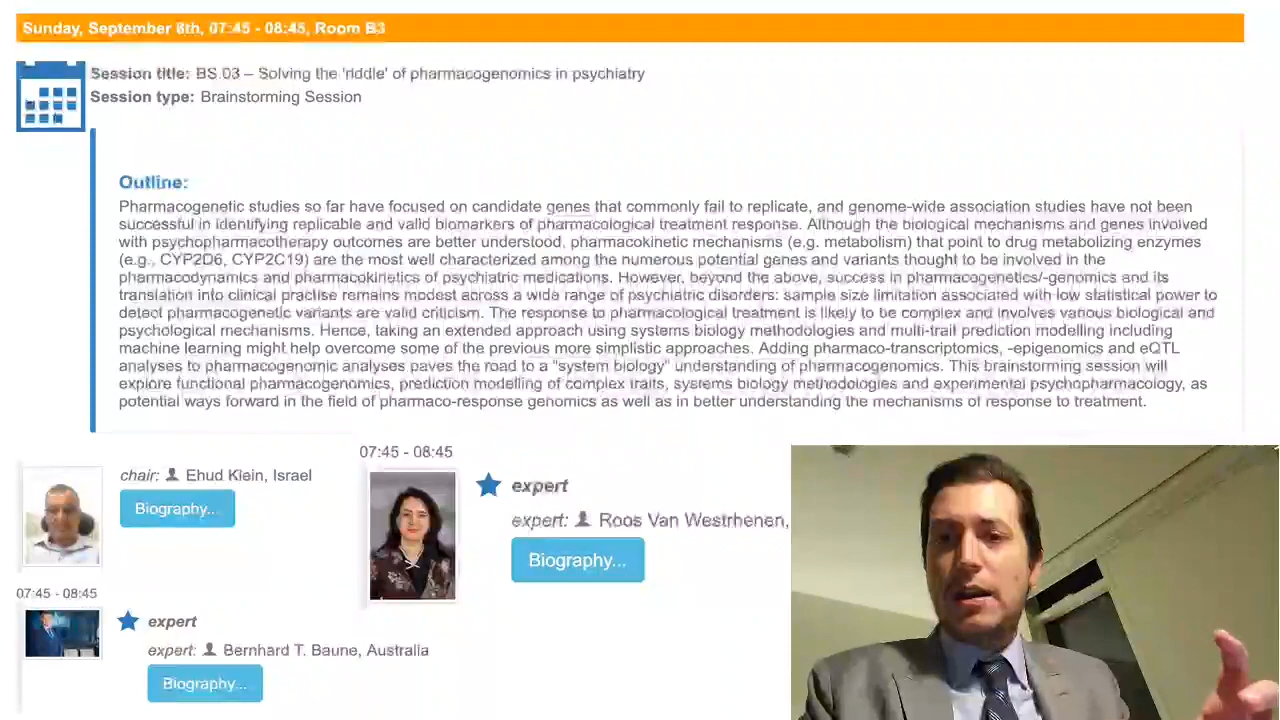 Sunday, September 6th, 07:45 - 08:45, Room B3
Session title: BS.03 – Solving the 'riddle' of pharmacogenomics in psychiatry
Session type: Brainstorming Session
Outline:
Pharmacogenetic studies so far have focused on candidate genes that commonly fail to replicate, and genome-wide association studies have not been
successful in identifying replicable and valid biomarkers of pharmacological treatment response. Although the biological mechanisms and genes involved
with psychopharmacotherapy outcomes are better understood, pharmacokinetic mechanisms (e.g. metabolism) that point to drug metabolizing enzymes
(e.g., CYP2D6, CYP2C19) are the most well characterized among the numerous potential genes and variants thought to be involved in the
pharmacodynamics and pharmacokinetics of psychiatric medications. However, beyond the above, success in pharmacogenetics/-genomics and its
translation into clinical practise remains modest across a wide range of psychiatric disorders: sample size limitation associated with low statistical power to
detect pharmacogenetic variants are valid criticism. The response to pharmacological treatment is likely to be complex and involves various biological and
psychological mechanisms. Hence, taking an extended approach using systems biology methodologies and multi-trait prediction modelling including
machine learning might help overcome some of the previous more simplistic approaches. Adding pharmaco-transcriptomics, -epigenomics and eQTL
analyses to pharmacogenomic analyses paves the road to a "system biology" understanding of pharmacogenomics. This brainstorming session will
explore functional pharmacogenomics, prediction modelling of complex traits, systems biology methodologies and experimental psychopharmacology, as
potential ways forward in the field of pharmaco-response genomics as well as in better understanding the mechanisms of response to treatment.
chair: Ehud Klein, Israel
Biography...
07:45 - 08:45
expert
expert: Roos Van Westrhenen,
Biography...
07:45 - 08:45
expert
expert: Bernhard T. Baune, Australia
Biography...